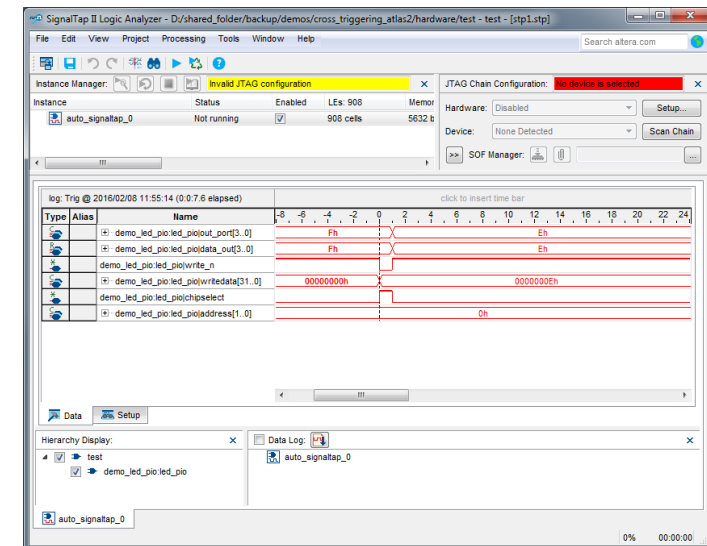 SignalTap II Logic Analyzer - D:/shared_folder/backup/demos/cross_triggering_atlas2/hardware/test - test - [stp1.stp]
File Edit View Project Processing Tools Window Help
Search altera.com
Instance Manager: Invalid JTAG configuration
JTAG Chain Configuration: No device is selected
Instance Status Enabled LEs: 908 Memor
auto_signaltap_0 Not running 908 cells 5632 b
Hardware: Disabled Setup...
Device: None Detected Scan Chain
>> SOF Manager: ...
log: Trig @ 2016/02/08 11:55:14 (0:0:7.6 elapsed) click to insert time bar
Type Alias Name -8 -6 -4 -2 0 2 4 6 8 10 12 14 16 18 20 22 24
demo_led_pio:led_pio|out_port[3..0] Fh Eh
demo_led_pio:led_pio|data_out[3..0] Fh Eh
demo_led_pio:led_pio|write_n
demo_led_pio:led_pio|writedata[31..0] 00000000h 0000000Eh
demo_led_pio:led_pio|chipselect
demo_led_pio:led_pio|address[1..0] 0h
Data Setup
Hierarchy Display:
Data Log:
test
demo_led_pio:led_pio
auto_signaltap_0
auto_signaltap_0
0% 00:00:00